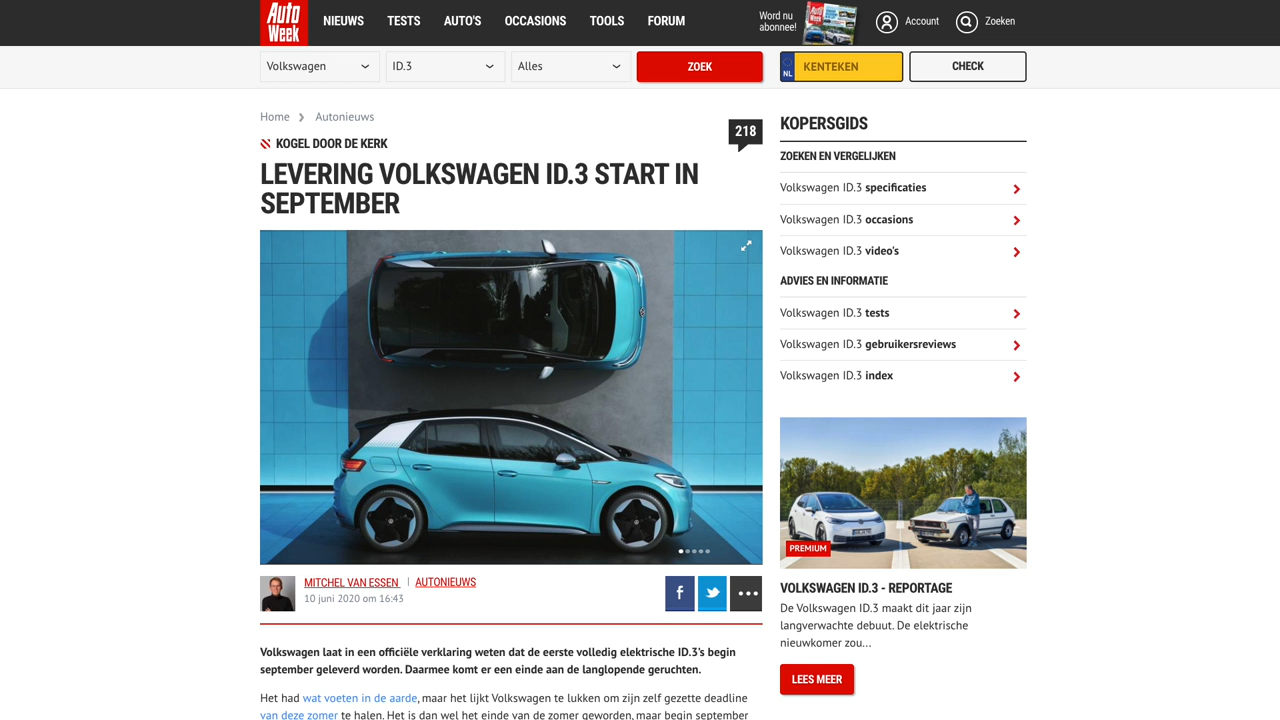 Auto Week
NIEUWS TESTS AUTO'S OCCASIONS TOOLS FORUM
Word nu abonnee!
Account
Zoeken
Volkswagen
ID.3
Alles
ZOEK
NL
KENTEKEN
CHECK
Home
Autonieuws
218
KOGEL DOOR DE KERK
LEVERING VOLKSWAGEN ID.3 START IN
SEPTEMBER
MITCHEL VAN ESSEN | AUTONIEUWS
10 juni 2020 om 16:43
Volkswagen laat in een officiële verklaring weten dat de eerste volledig elektrische ID.3's begin
september geleverd worden. Daarmee komt er een einde aan de langlopende geruchten.
Het had wat voeten in de aarde, maar het lijkt Volkswagen te lukken om zijn zelf gezette deadline
van deze zomer te halen. Het is dan wel het einde van de zomer geworden, maar begin september
KOPERSGIDS
ZOEKEN EN VERGELIJKEN
Volkswagen ID.3 specificaties
Volkswagen ID.3 occasions
Volkswagen ID.3 video's
ADVIES EN INFORMATIE
Volkswagen ID.3 tests
Volkswagen ID.3 gebruikersreviews
Volkswagen ID.3 index
PREMIUM
VOLKSWAGEN ID.3 - REPORTAGE
De Volkswagen ID.3 maakt dit jaar zijn
langverwachte debuut. De elektrische
nieuwkomer zou...
LEES MEER